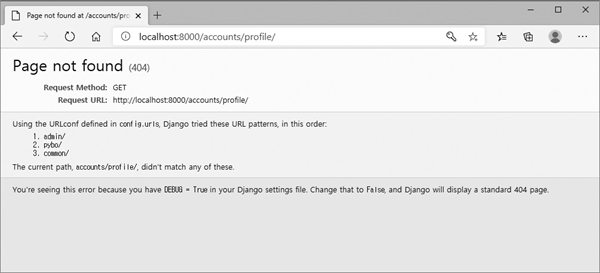 Page not found at /accounts/pro
localhost:8000/accounts/profile/
Page not found (404)
Request Method: GET
Request URL: http://localhost:8000/accounts/profile/
Using the URLconf defined in config.urls, Django tried these URL patterns, in this order:
1. admin/
2. pybo/
3. common/
The current path, accounts/profile/, didn't match any of these.
You're seeing this error because you have DEBUG = True in your Django settings file. Change that to False, and Django will display a standard 404 page.